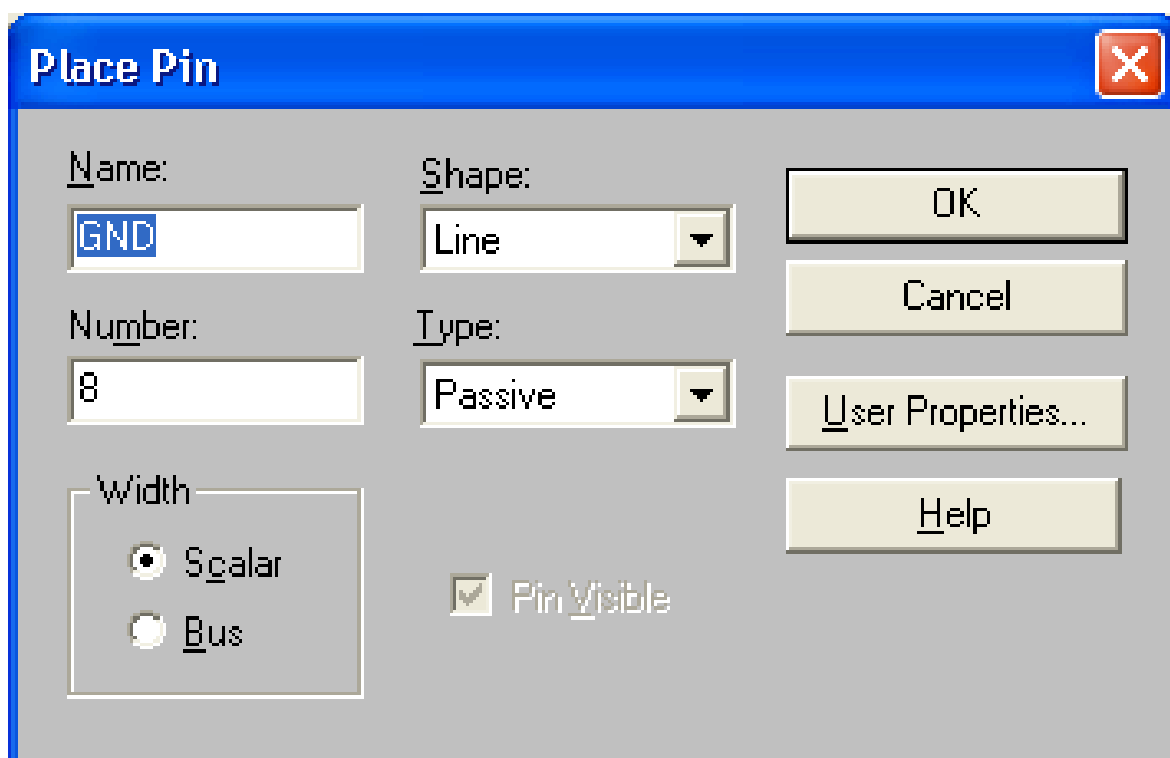 Place Pin
Name:
GND
Shape:
Line
OK
Cancel
Number:
8
Type:
Passive
User Properties...
Help
Width
Scalar
Bus
Pin Visible